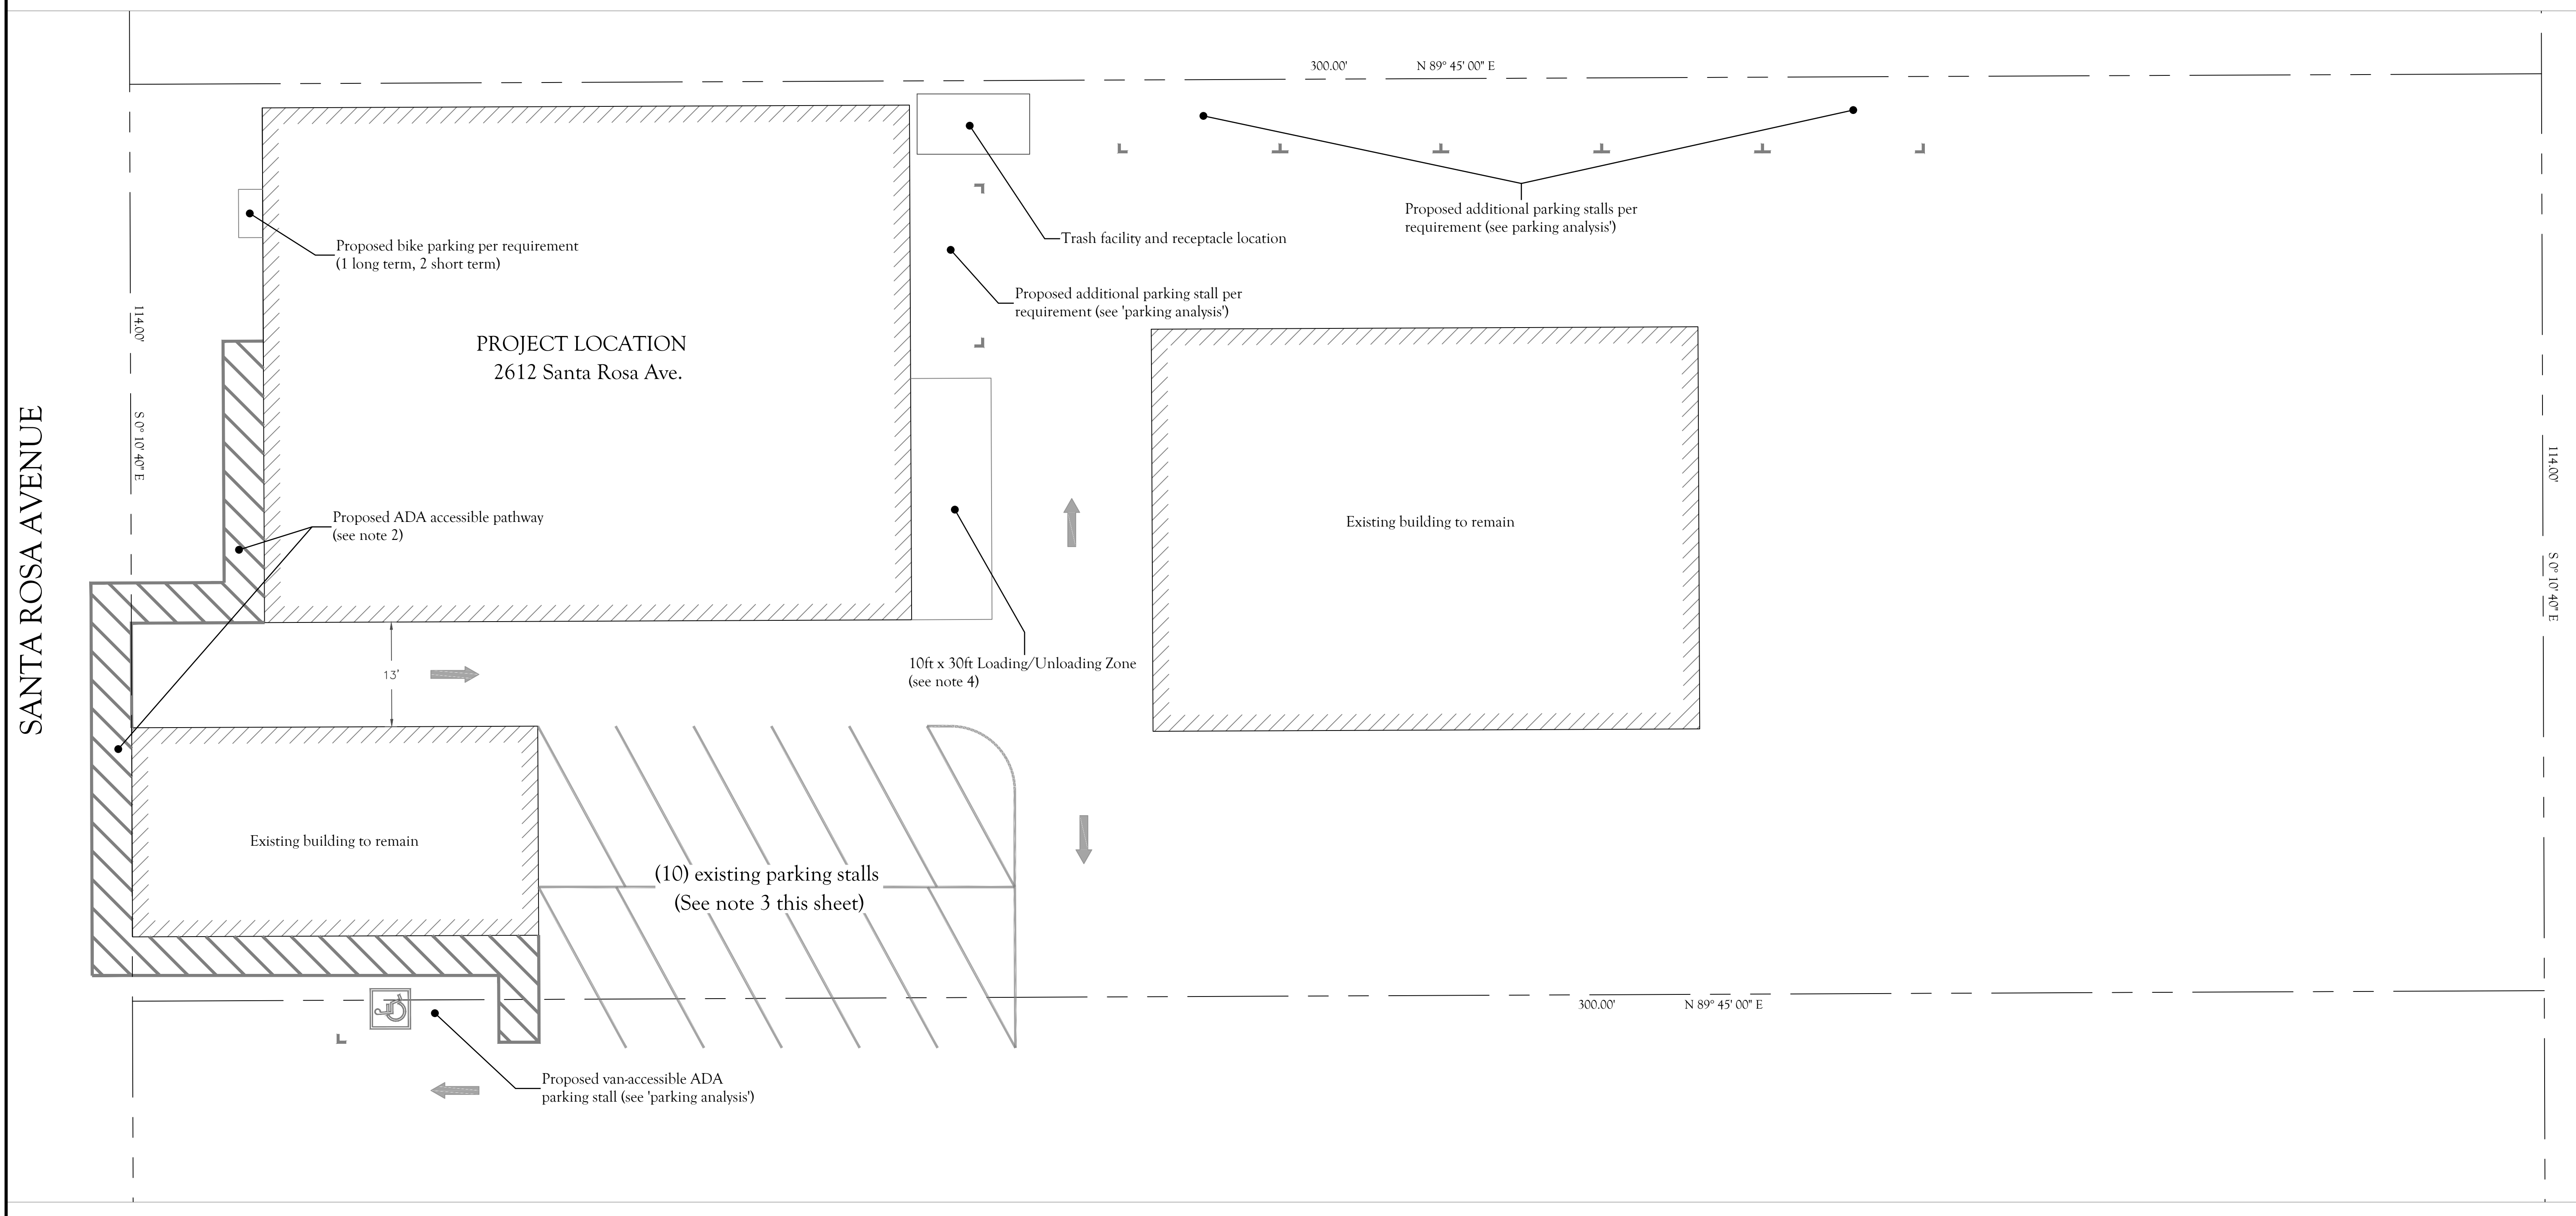 300.00' N 89° 45' 00" E
Proposed additional parking stalls per
requirement (see parking analysis')
Trash facility and receptacle location
Proposed bike parking per requirement
(1 long term, 2 short term)
Proposed additional parking stall per
requirement (see 'parking analysis')
114.00'
S 0° 10' 40" E
PROJECT LOCATION
2612 Santa Rosa Ave.
SANTA ROSA AVENUE
Proposed ADA accessible pathway
(see note 2)
Existing building to remain
114.00'
S 0° 10' 40" E
10ft x 30ft Loading/Unloading Zone
(see note 4)
13'
Existing building to remain
(10) existing parking stalls
(See note 3 this sheet)
300.00' N 89° 45' 00" E
Proposed van-accessible ADA
parking stall (see 'parking analysis')